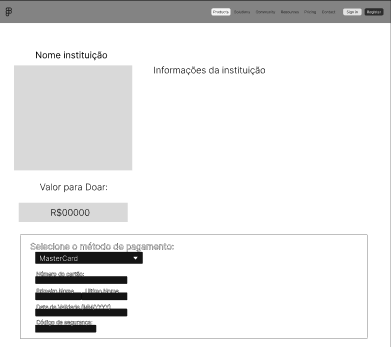 Products Solutions Community Resources Pricing Contact Sign in Register
Nome instituição
Informações da instituição
Valor para Doar:
R$00000
Selecione o método de pagamento:
MasterCard
Número do cartão:
Primeiro Nome Último Nome
Data de Validade (MM/YYYY)
Código de segurança: